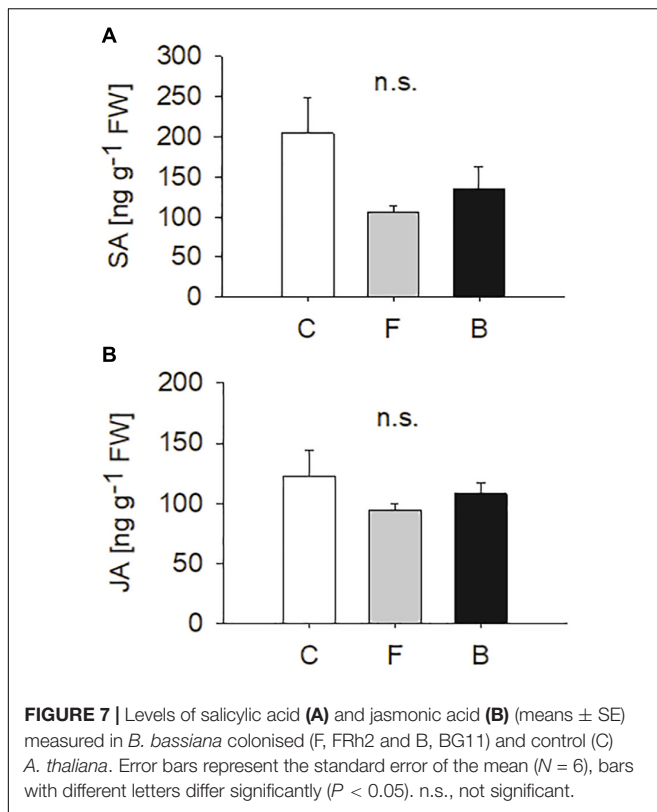 A
300
250
200
150
100
50
0
SA [ng g-1 FW]
n.s.
C F B
B
200
150
100
50
0
JA [ng g-1 FW]
n.s.
C F B
FIGURE 7 | Levels of salicylic acid (A) and jasmonic acid (B) (means ± SE)
measured in B. bassiana colonised (F, FRh2 and B, BG11) and control (C)
A. thaliana. Error bars represent the standard error of the mean (N = 6), bars
with different letters differ significantly (P < 0.05). n.s., not significant.